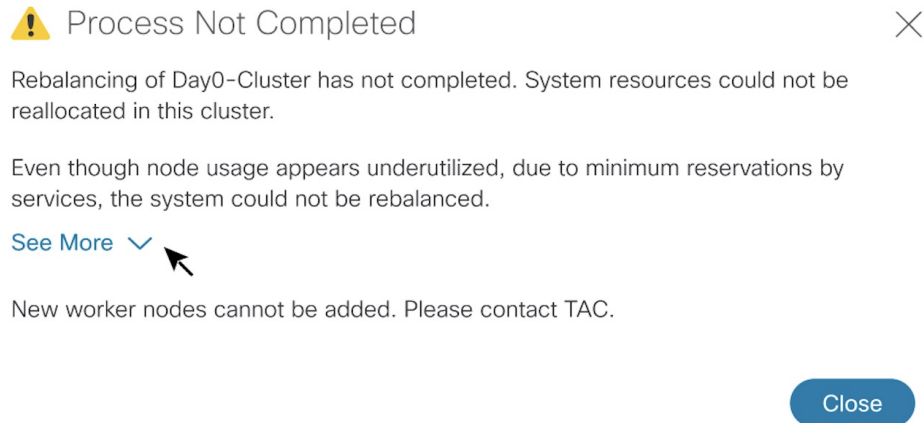 Process Not Completed
Rebalancing of Day0-Cluster has not completed. System resources could not be
reallocated in this cluster.
Even though node usage appears underutilized, due to minimum reservations by
services, the system could not be rebalanced.
See More
New worker nodes cannot be added. Please contact TAC.
Close